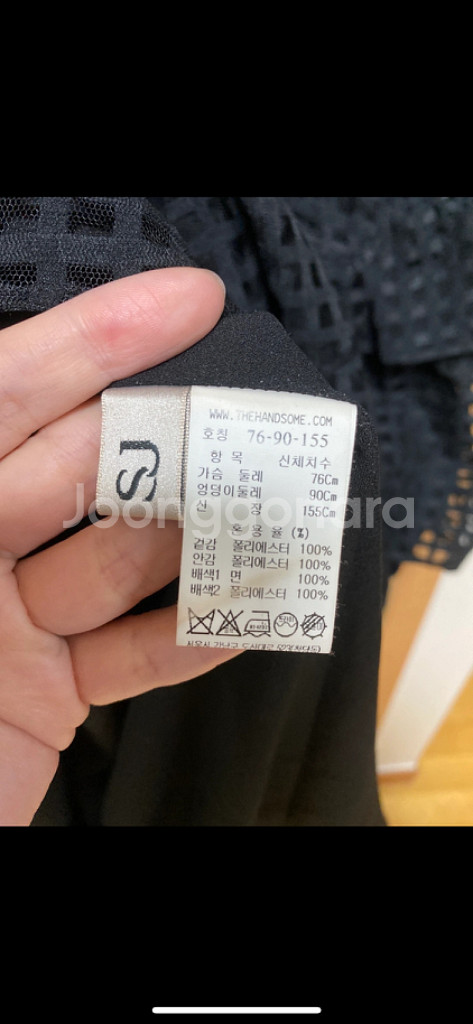 WWW.THEHANDSOME.COM
호칭 76-90-155
항 목 신체치수
가슴 둘레 76Cm
엉덩이둘레 90Cm
신 장 155Cm
혼 용 율 (%)
겉감 폴리에스터 100%
안감 폴리에스터 100%
배색1 면 100%
배색2 폴리에스터 100%
SJ
Joonggonara